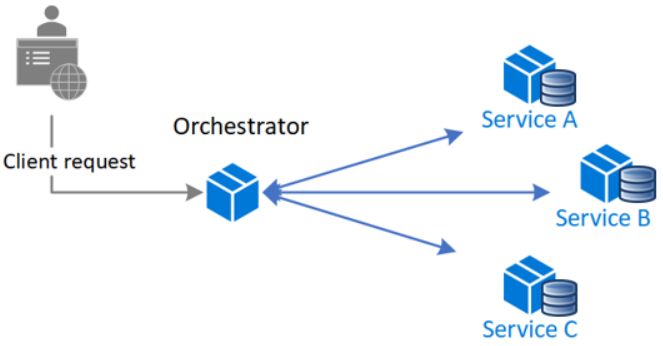 Orchestrator
Client request
Service A
Service B
Service C